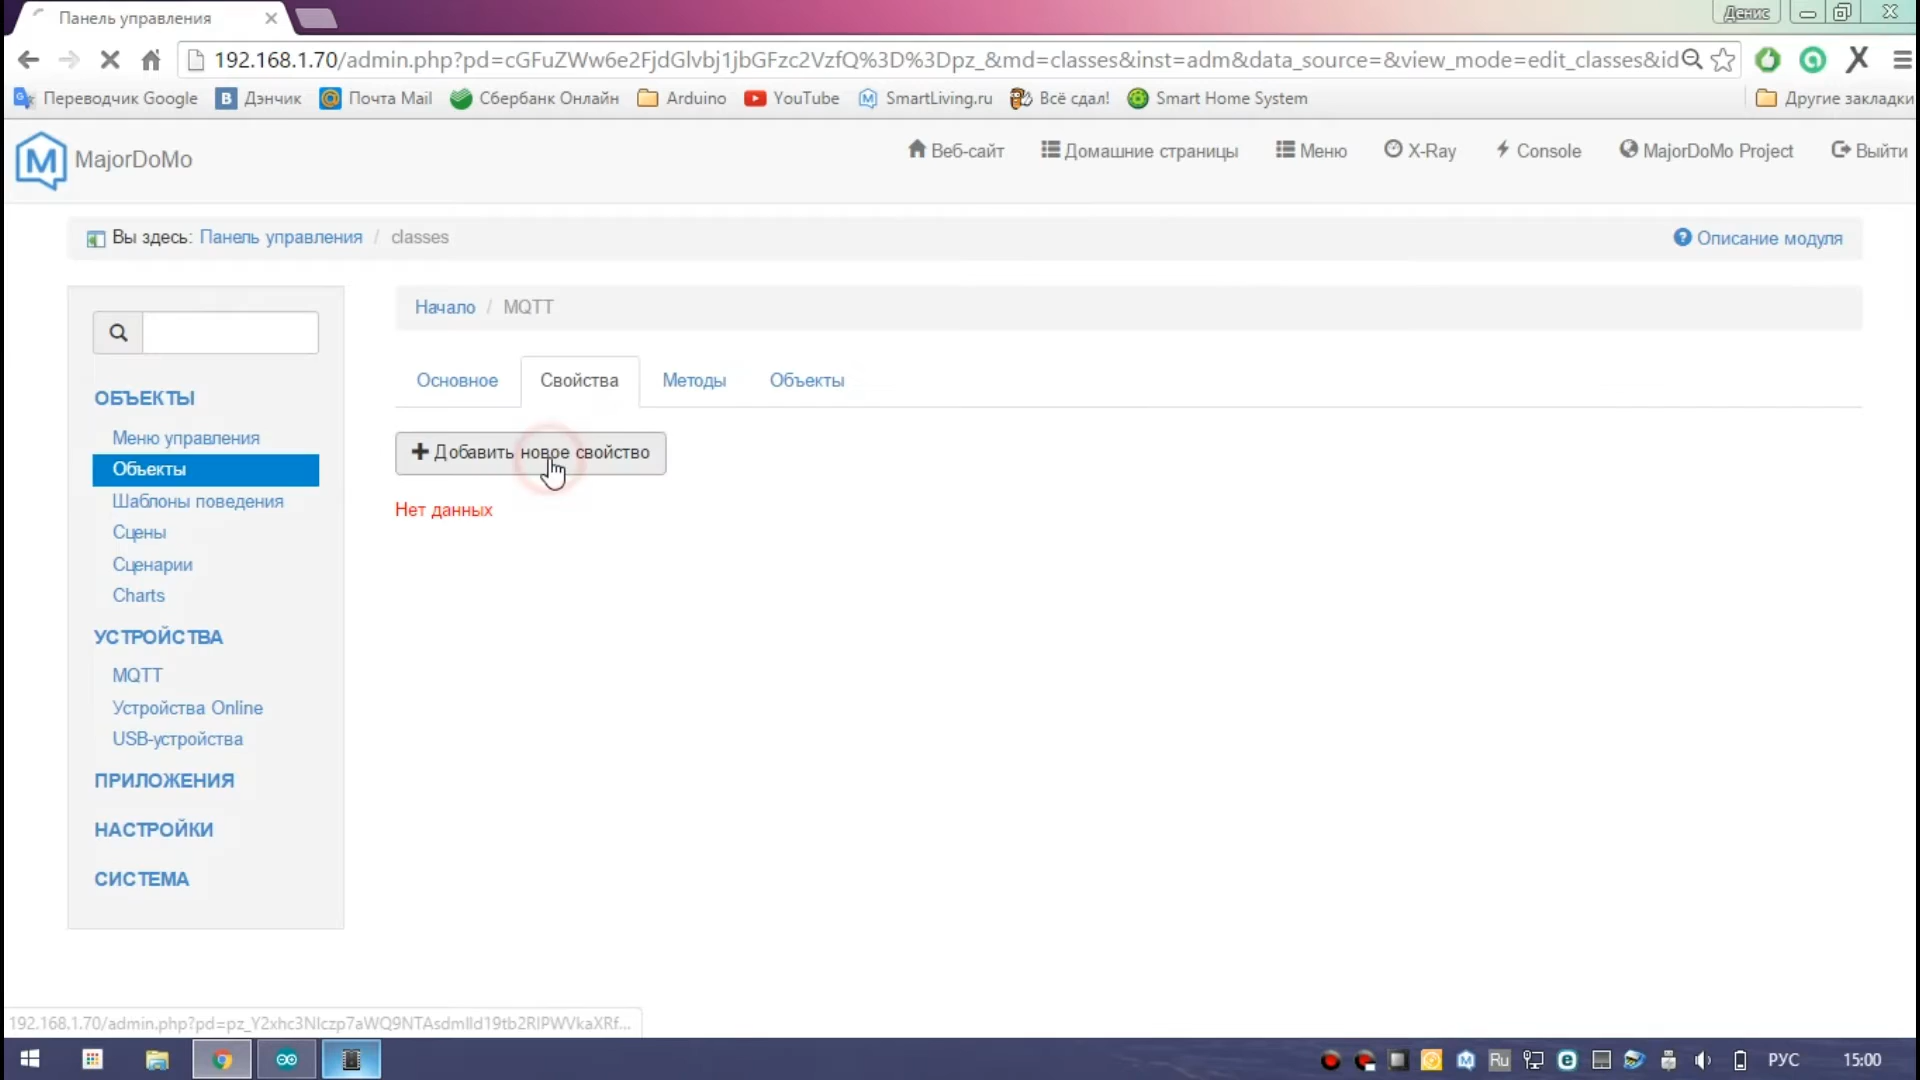 Панель управления
Денис
192.168.1.70/admin.php?pd=cGFuZWw6e2FjdGlvbj1jbGFzc2VzfQ%3D%3Dpz_&md=classes&inst=adm&data_source=&view_mode=edit_classes&id
Переводчик Google Дэнчик Почта Mail Сбербанк Онлайн Arduino YouTube SmartLiving.ru Всё сдал! Smart Home System Другие закладки
MajorDoMo
Веб-сайт Домашние страницы Меню X-Ray Console MajorDoMo Project Выйти
Вы здесь: Панель управления / classes
Описание модуля
Начало / MQTT
Основное Свойства Методы Объекты
Добавить новое свойство
Нет данных
ОБЪЕКТЫ
Меню управления
Объекты
Шаблоны поведения
Сцены
Сценарии
Charts
УСТРОЙСТВА
MQTT
Устройства Online
USB-устройства
ПРИЛОЖЕНИЯ
НАСТРОЙКИ
СИСТЕМА
Ru РУС 15:00